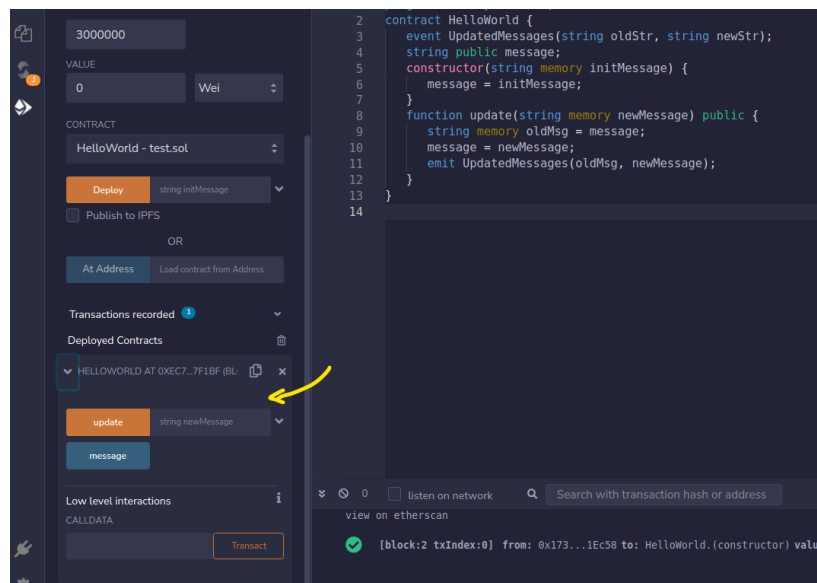 3000000
VALUE
0
Wei
CONTRACT
HelloWorld - test.sol
Deploy string initMessage
Publish to IPFS
OR
At Address Load contract from Address
Transactions recorded 1
Deployed Contracts
HELLOWORLD AT 0XEC7...7F1BF (BL
update string newMessage
message
Low level interactions i
CALLDATA
Transact
2
2 contract HelloWorld {
3 event UpdatedMessages(string oldStr, string newStr);
4 string public message;
5 constructor(string memory initMessage) {
6 message = initMessage;
7 }
8 function update(string memory newMessage) public {
9 string memory oldMsg = message;
10 message = newMessage;
11 emit UpdatedMessages(oldMsg, newMessage);
12 }
13 }
14
0 listen on network Search with transaction hash or address
view on etherscan
[block:2 txIndex:0] from: 0x173...1Ec58 to: HelloWorld.(constructor) valu